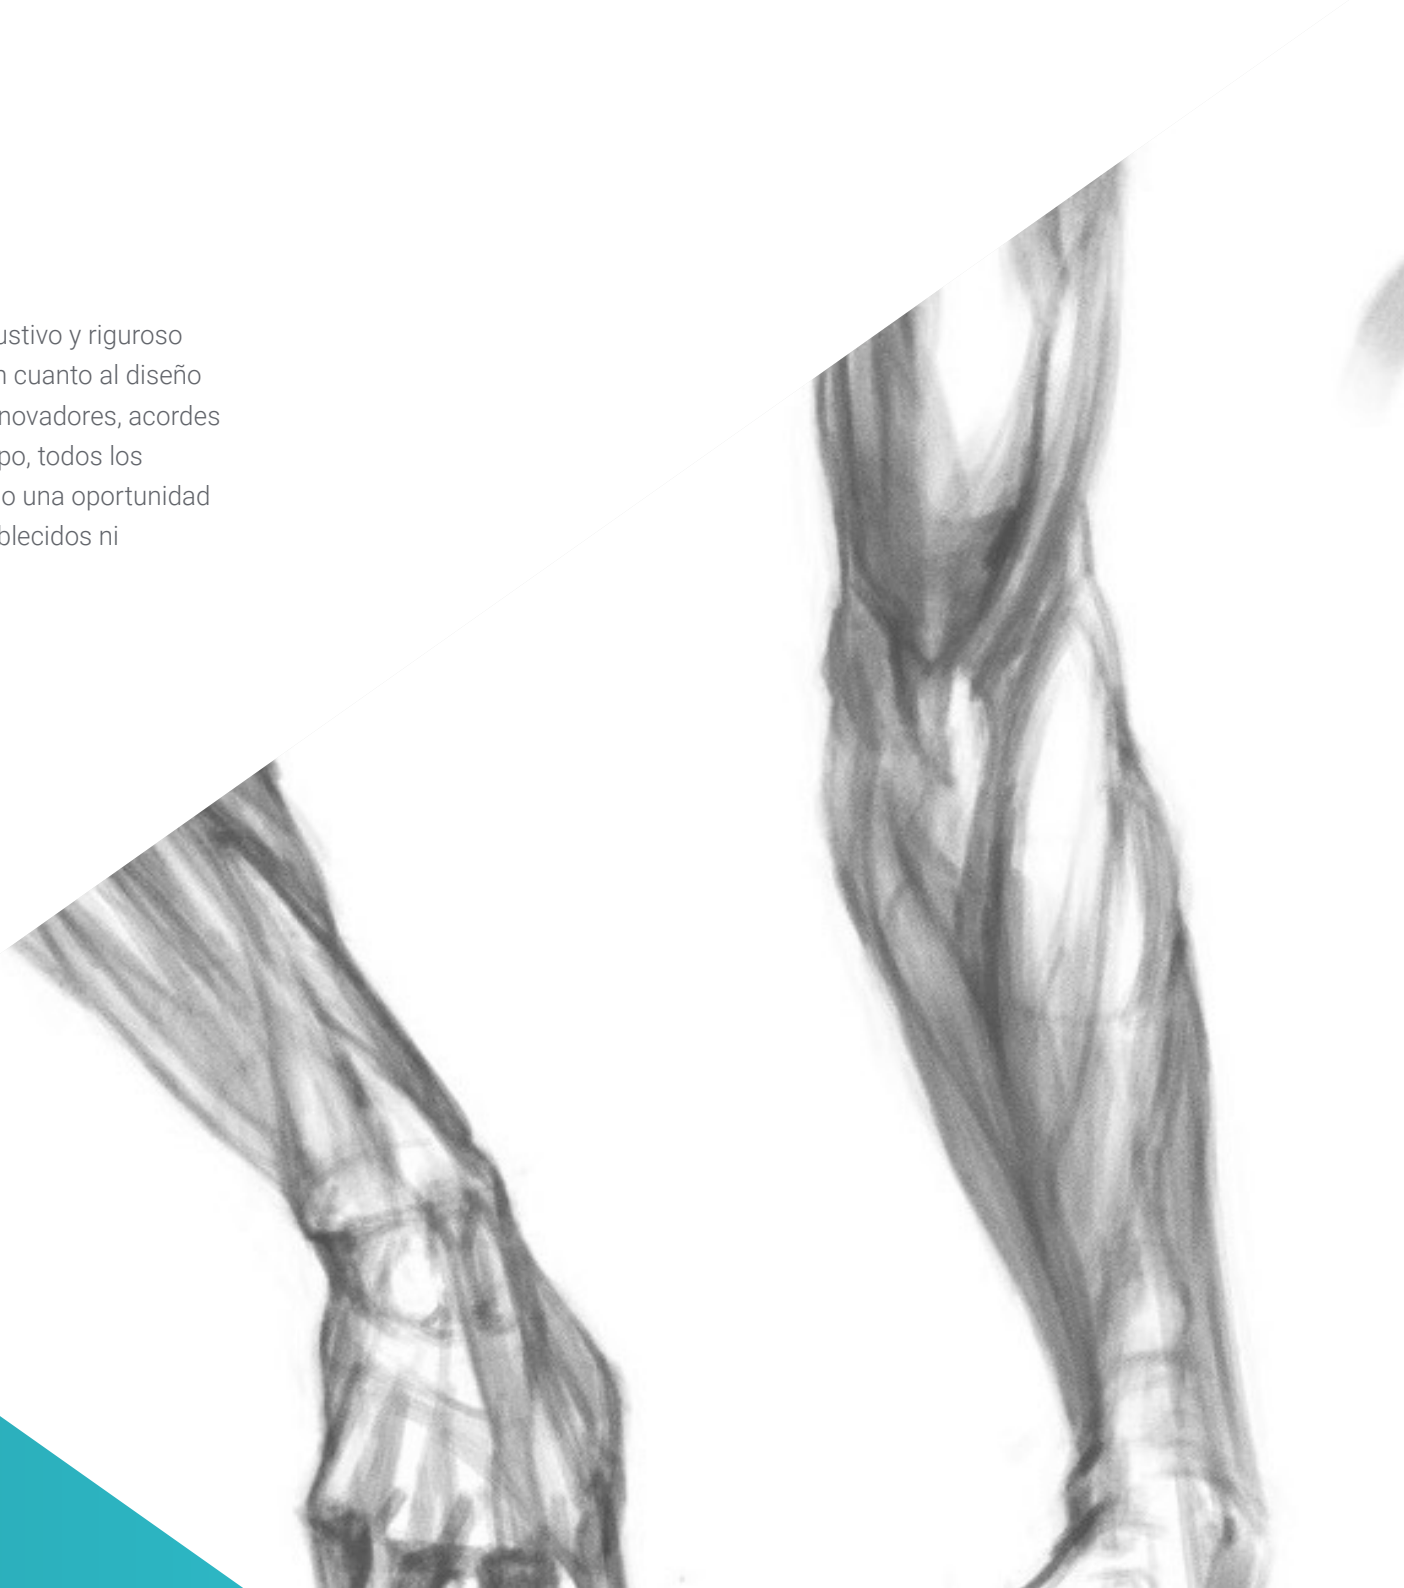 ustivo y riguroso
n cuanto al diseño
novadores, acordes
po, todos los
o una oportunidad
blecidos ni